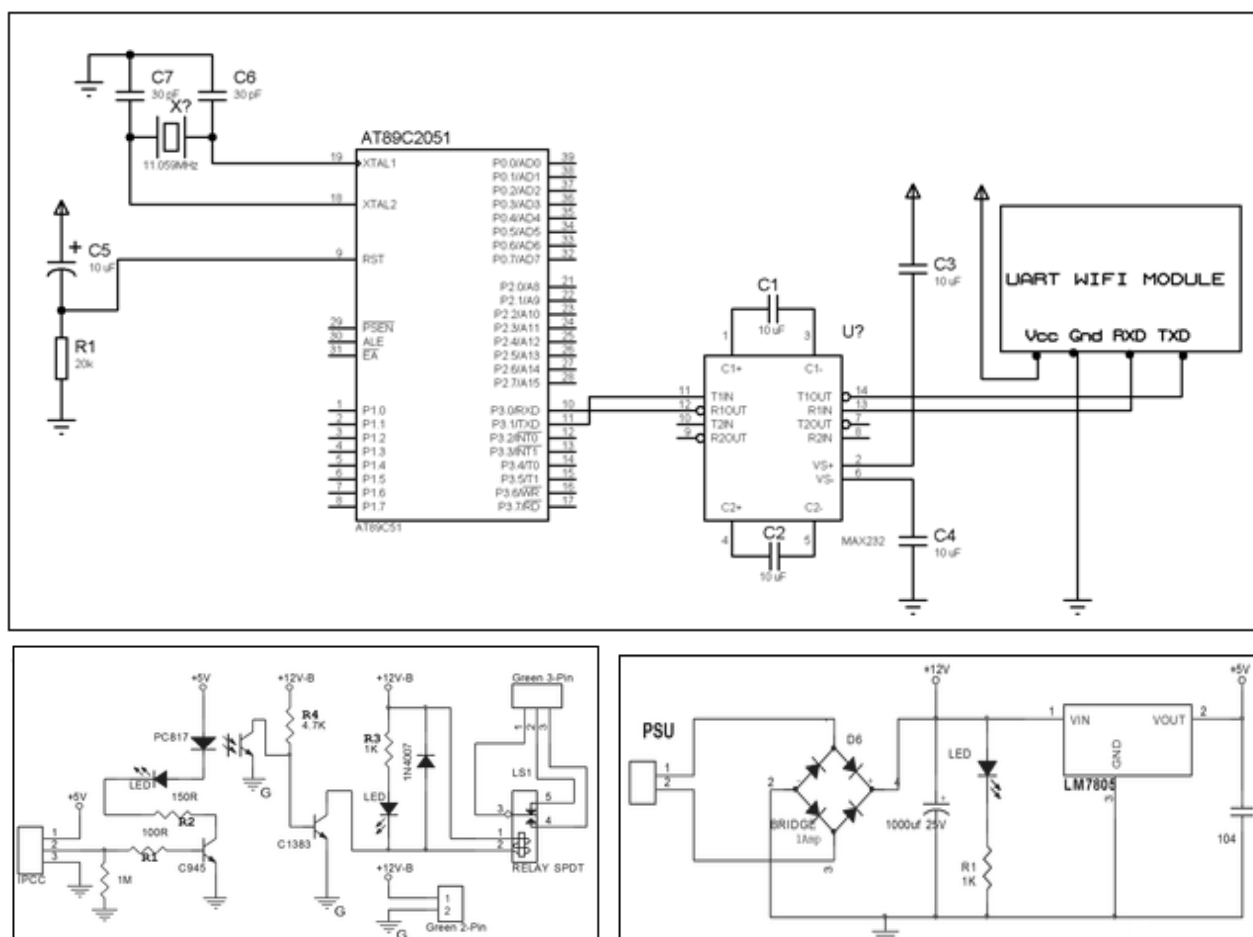 C7
30 pF
C6
30 pF
X?
11.059MHz
AT89C2051
19
XTAL1
18
XTAL2
9
RST
29
PSEN
30
ALE
31
EA
1
P1.0
2
P1.1
3
P1.2
4
P1.3
5
P1.4
6
P1.5
7
P1.6
8
P1.7
P0.0/AD0
39
P0.1/AD1
38
P0.2/AD2
37
P0.3/AD3
36
P0.4/AD4
35
P0.5/AD5
34
P0.6/AD6
33
P0.7/AD7
32
P2.0/A8
21
P2.1/A9
22
P2.2/A10
23
P2.3/A11
24
P2.4/A12
25
P2.5/A13
26
P2.6/A14
27
P2.7/A15
28
P3.0/RXD
10
P3.1/TXD
11
P3.2/INT0
12
P3.3/INT1
13
P3.4/T0
14
P3.5/T1
15
P3.6/WR
16
P3.7/RD
17
AT89C51
+
C5
10 uF
R1
20k
C1
10 uF
1
3
U?
C1+
C1-
11
T1IN
12
R1OUT
10
T2IN
9
R2OUT
T1OUT
14
R1IN
13
T2OUT
7
R2IN
8
VS+
2
VS-
6
C2+
C2-
4
5
C2
10 uF
MAX232
C3
10 uF
C4
10 uF
UART WIFI MODULE
Vcc Gnd RXD TXD
+5V
PC817
LED
150R
R2
+5V
1
2
3
IPCC
100R
R1
1M
C945
G
+12V-B
R4
4.7K
C1383
G
+12V-B
R3
1K
LED
1N4007
+12V-B
1
2
G
Green 2-Pin
Green 3-Pin
1
2
3
LS1
5
3
4
1
2
RELAY SPDT
PSU
1
2
D6
2
4
-
+
BRIDGE
1Amp
3
+12V
+
1000uf 25V
LED
R1
1K
1
VIN
VOUT
2
GND
LM7805
3
+5V
104